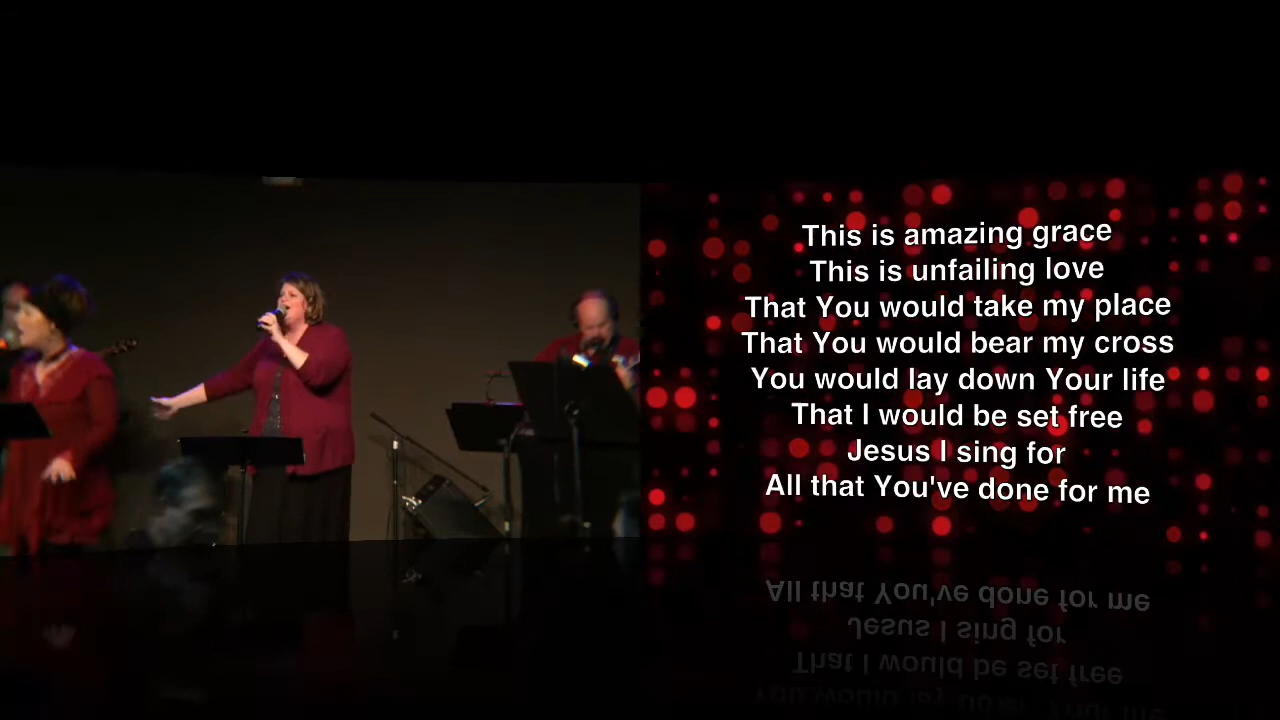 This is amazing grace
This is unfailing love
That You would take my place
That You would bear my cross
You would lay down Your life
That I would be set free
Jesus I sing for
All that You've done for me